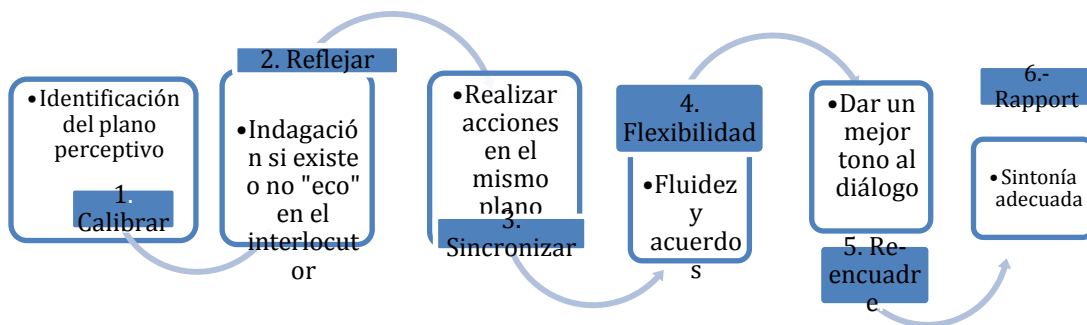 •Identificación
del plano
perceptivo
1.
Calibrar
2. Reflejar
•Indagació
n si existe
o no "eco"
en el
interlocut
or
•Realizar
acciones
en el
mismo
plano
3.
Sincronizar
4.
Flexibilidad
•Fluidez
y
acuerdo
s
•Dar un
mejor
tono al
diálogo
5. Re-
encuadr
e
6.-
Rapport
•Sintonía
adecuada